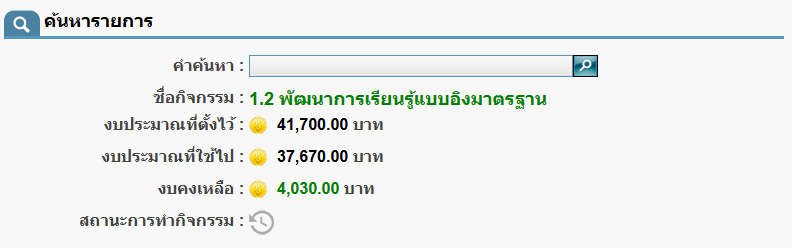 ค้นหารายการ
คำค้นหา :
ชื่อกิจกรรม : 1.2 พัฒนาการเรียนรู้แบบอิงมาตรฐาน
งบประมาณที่ตั้งไว้ : 41,700.00 บาท
งบประมาณที่ใช้ไป : 37,670.00 บาท
งบคงเหลือ : 4,030.00 บาท
สถานะการทำกิจกรรม :